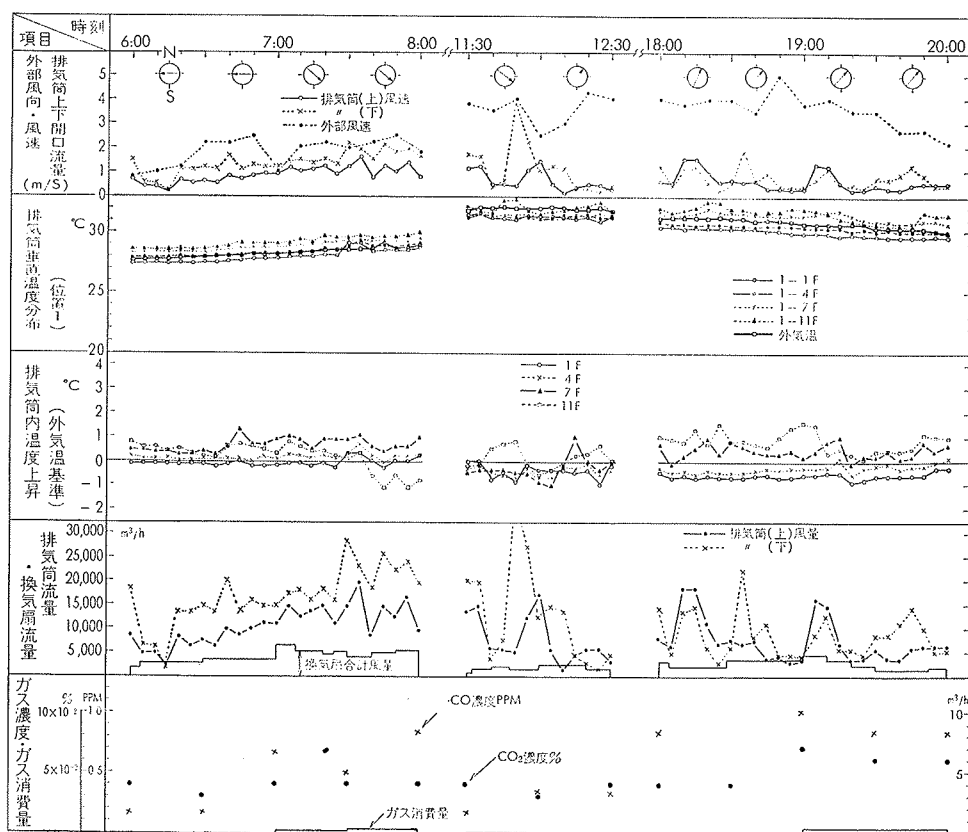 時刻
項目
6:00 7:00 8:00 11:30 12:30 18:00 19:00 20:00
N
S
外部風向・風速
排気筒上下開口流量
(m/S)
5
4
3
2
1
0
排気筒(上)風速
〃 (下)
外部風速
排気筒垂直温度分布
(位置1)
℃
30
25
20
1-1F
1-4F
1-7F
1-11F
外気温
排気筒内温度上昇
(外気温基準)
℃
4
3
2
1
0
-1
-2
1F
4F
7F
11F
排気筒流量
・換気扇流量
m³/h
30,000
25,000
20,000
15,000
10,000
5,000
排気筒(上)風量
〃 (下)
換気扇合計風量
ガス濃度・ガス消費量
% PPM
10×10⁻² 1.0
5×10⁻² 0.5
CO濃度PPM
CO₂濃度%
ガス消費量
m³/h
10
5